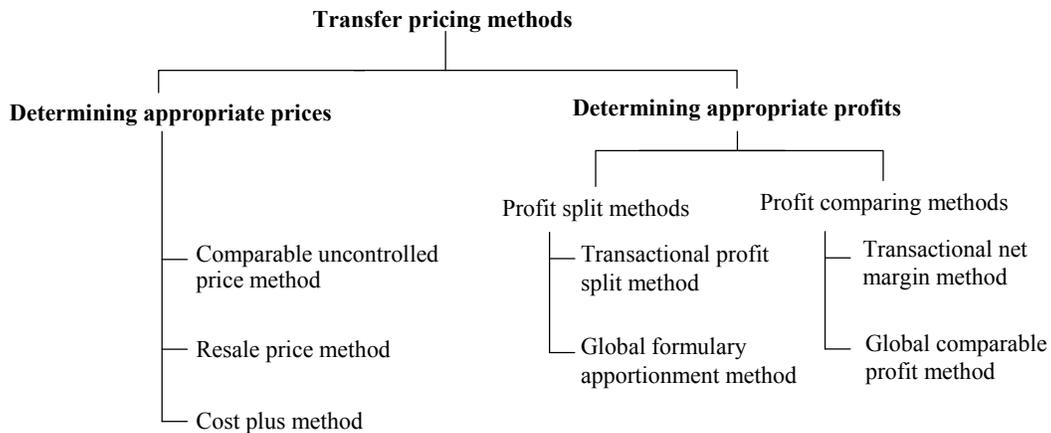 Transfer pricing methods
Determining appropriate prices
Determining appropriate profits
Profit split methods
Profit comparing methods
Comparable uncontrolled
price method
Resale price method
Cost plus method
Transactional profit
split method
Global formulary
apportionment method
Transactional net
margin method
Global comparable
profit method